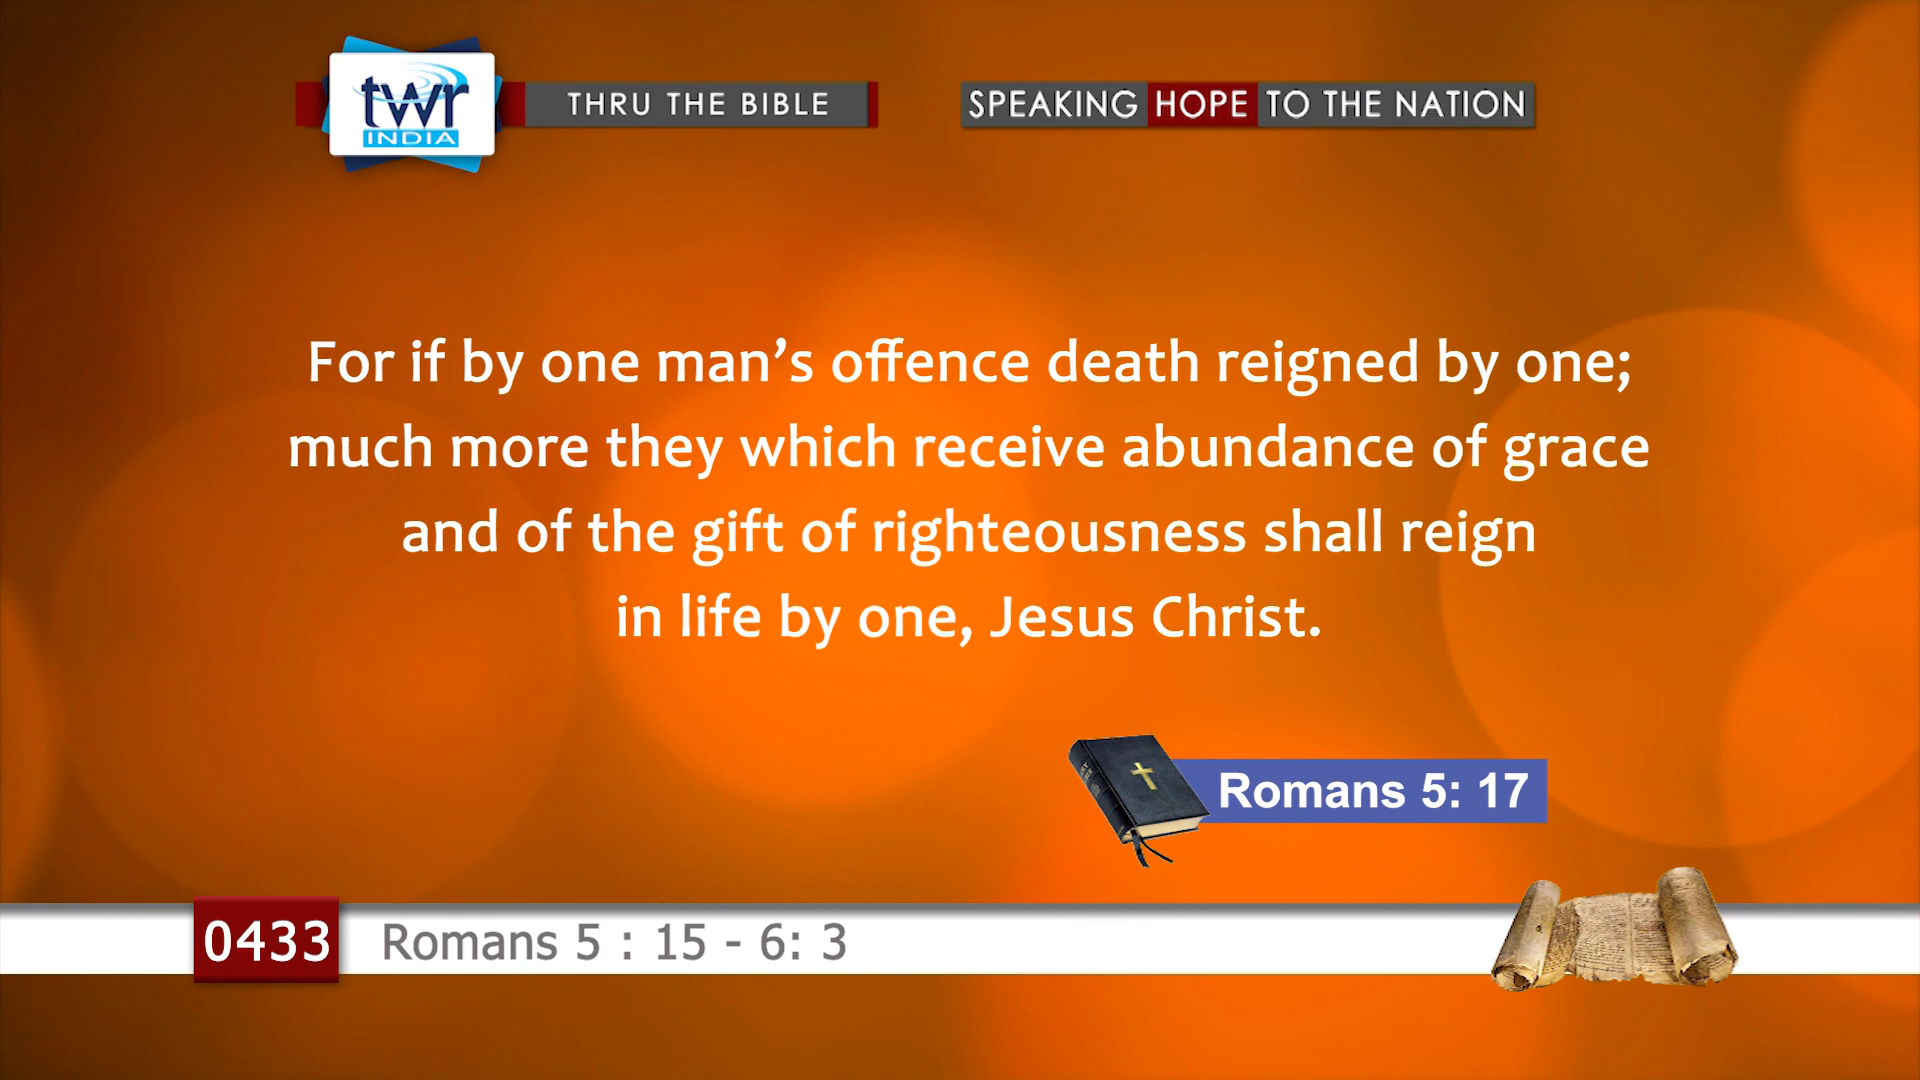 twr
INDIA
THRU THE BIBLE
SPEAKING HOPE TO THE NATION
For if by one man’s offence death reigned by one;
much more they which receive abundance of grace
and of the gift of righteousness shall reign
in life by one, Jesus Christ.
Romans 5: 17
0433 Romans 5 : 15 - 6: 3